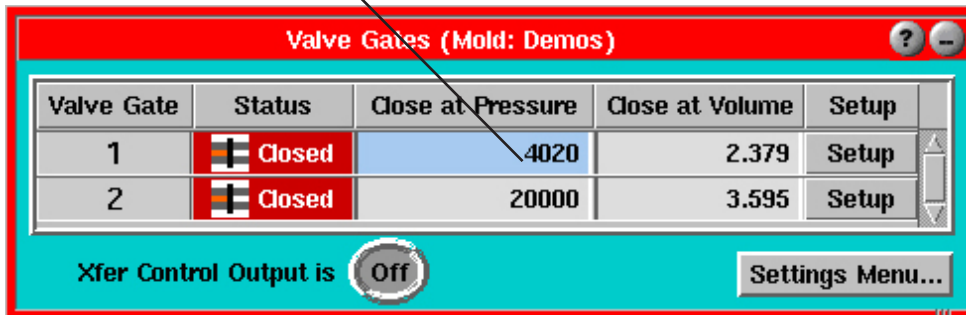 Valve Gates (Mold: Demos) ? –
Valve Gate Status Close at Pressure Close at Volume Setup
1 Closed 4020 2.379 Setup
2 Closed 20000 3.595 Setup
Xfer Control Output is Off Settings Menu...